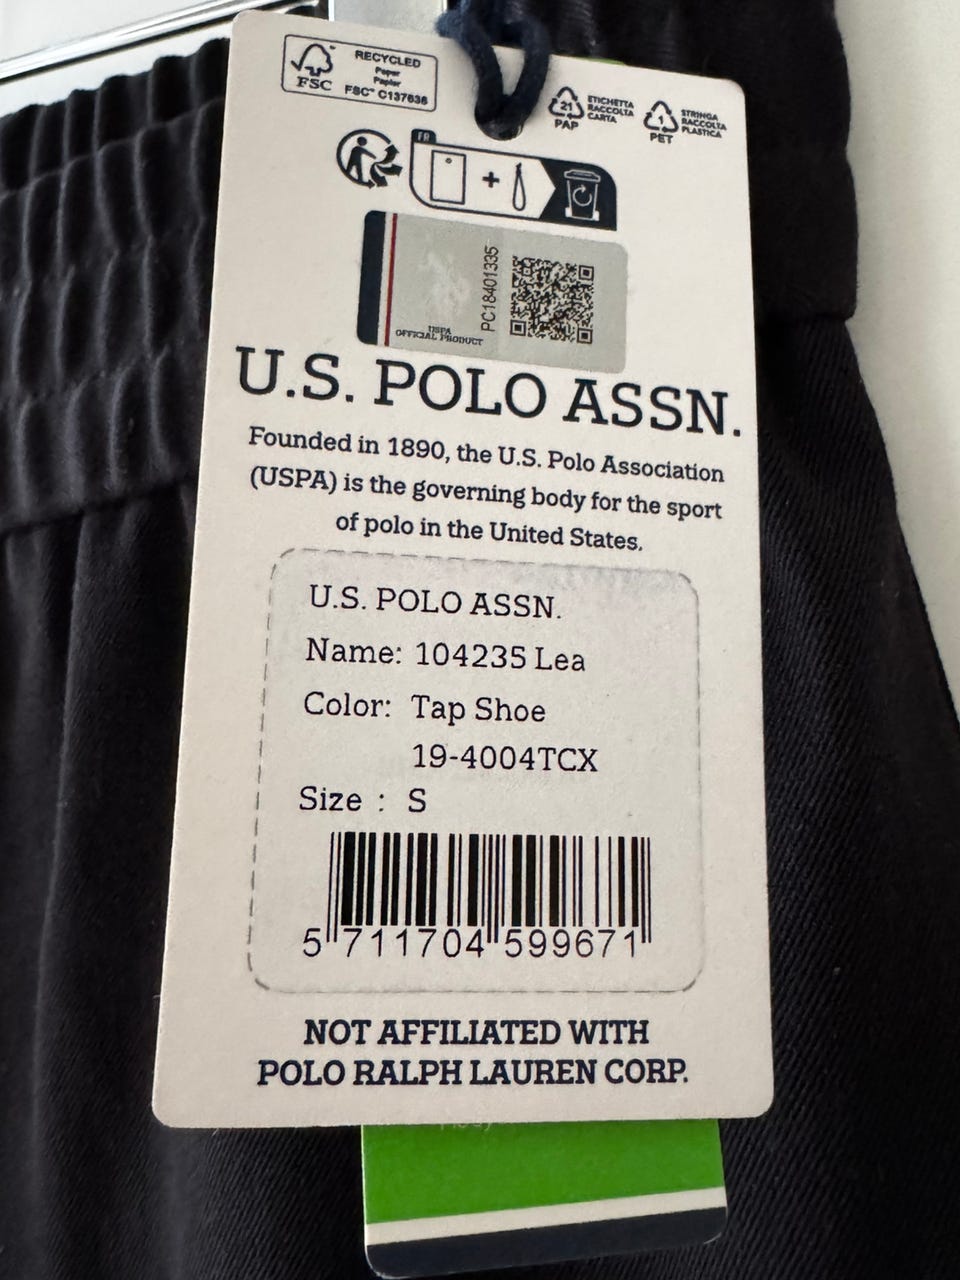 RECYCLED
Paper
Papier
FSC
FSC™ C137636
21
PAP
ETICHETTA
RACCOLTA
CARTA
1
PET
STRINGA
RACCOLTA
PLASTICA
FR
+
PC18401335
USPA
OFFICIAL PRODUCT
U.S. POLO ASSN.
Founded in 1890, the U.S. Polo Association
(USPA) is the governing body for the sport
of polo in the United States.
U.S. POLO ASSN.
Name: 104235 Lea
Color: Tap Shoe
19-4004TCX
Size : S
5 711704 599671
NOT AFFILIATED WITH
POLO RALPH LAUREN CORP.